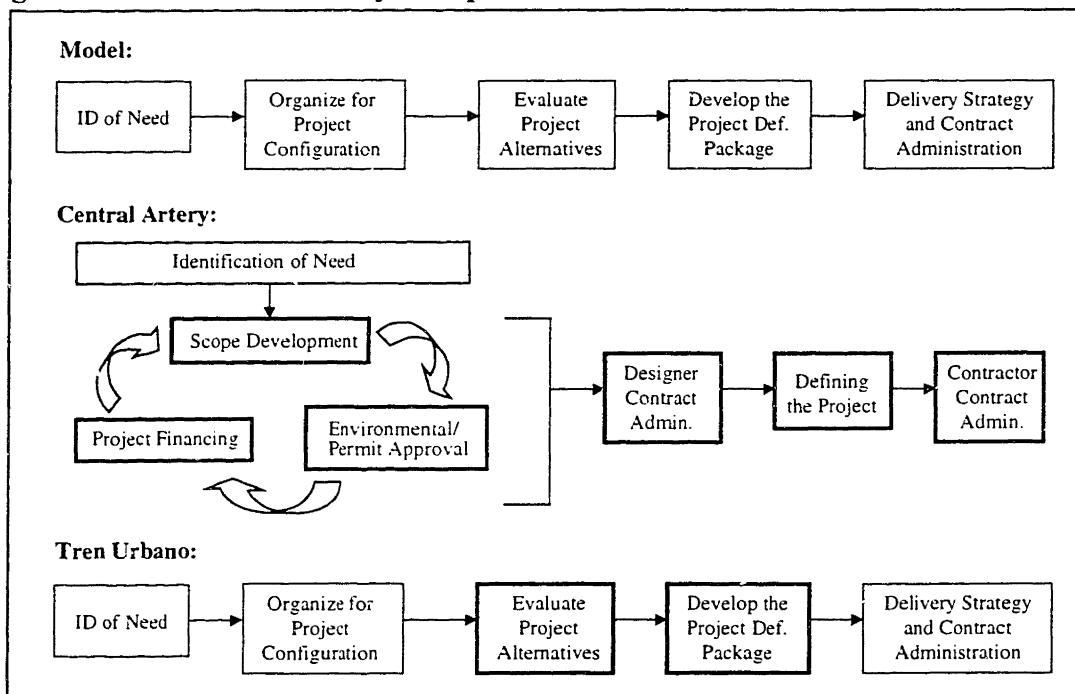 Model:
ID of Need
Organize for
Project
Configuration
Evaluate
Project
Alternatives
Develop the
Project Def.
Package
Delivery Strategy
and Contract
Administration
Central Artery:
Identification of Need
Scope Development
Project Financing
Environmental/
Permit Approval
Designer
Contract
Admin.
Defining
the Project
Contractor
Contract
Admin.
Tren Urbano:
ID of Need
Organize for
Project
Configuration
Evaluate
Project
Alternatives
Develop the
Project Def.
Package
Delivery Strategy
and Contract
Administration